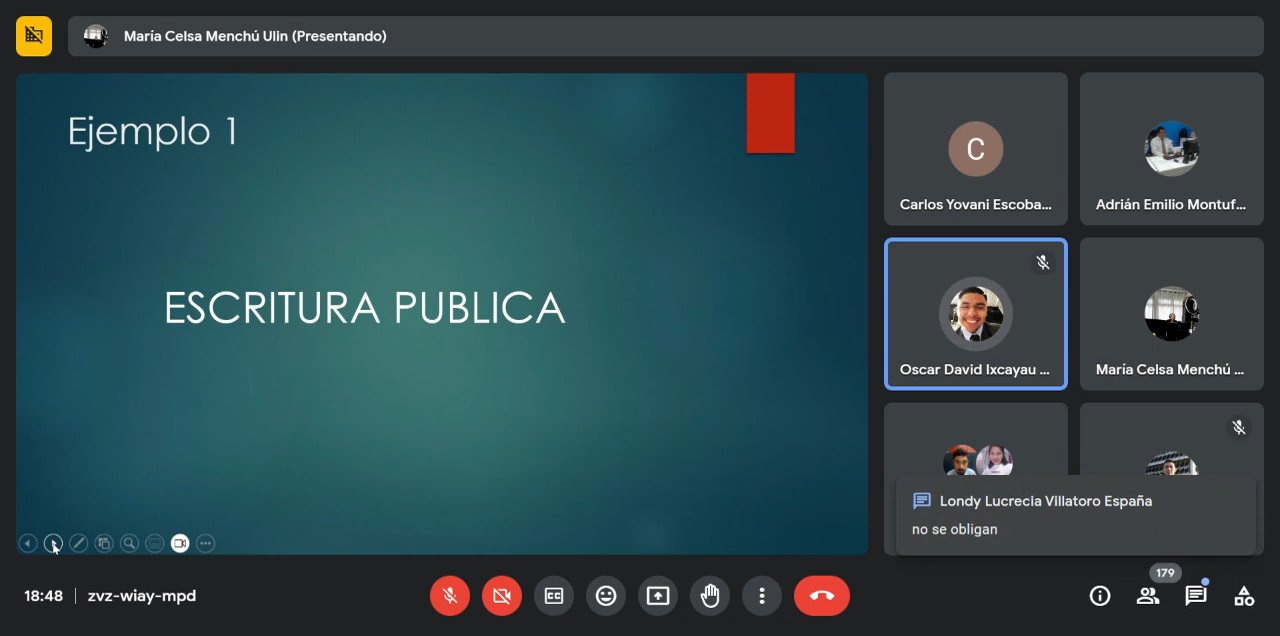 María Celsa Menchú Ulin (Presentando)
Ejemplo 1
ESCRITURA PUBLICA
C
Carlos Yovani Escoba...
Adrián Emilio Montuf...
Oscar David Ixcayau ...
María Celsa Menchú ...
Londy Lucrecia Villatoro España
no se obligan
18:48 | zvz-wiay-mpd
CC
179